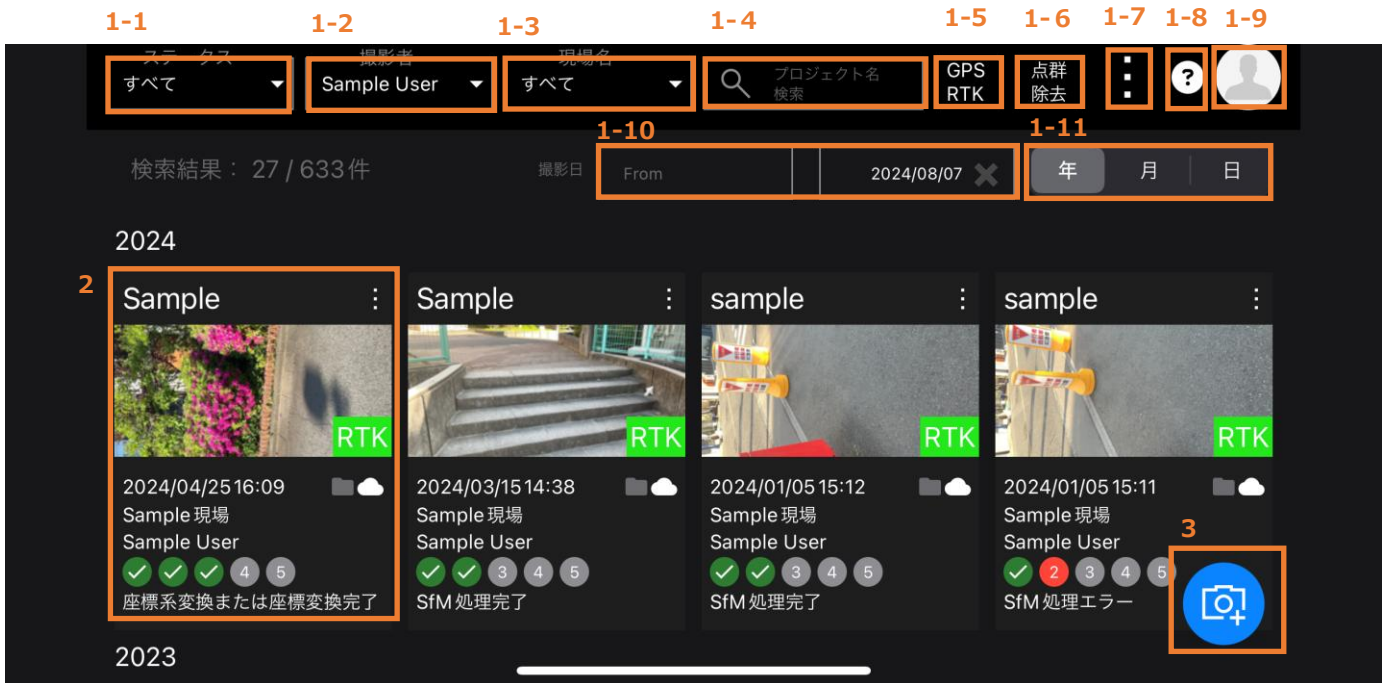 1-1
1-2
1-3
1- 4
1-5
1- 6
1-7
1-8
1-9
ステータス
撮影者
現場名
すべて
Sample User
すべて
プロジェクト名
検索
GPS
RTK
点群
除去
?
1-10
1-11
検索結果： 27 / 633件
撮影日
From
2024/08/07
年
月
日
2024
2
Sample
Sample
sample
sample
RTK
RTK
RTK
RTK
2024/04/25 16:09
2024/03/15 14:38
2024/01/05 15:12
2024/01/05 15:11
Sample 現場
Sample 現場
Sample 現場
Sample 現場
3
Sample User
Sample User
Sample User
Sample User
4 5
3 4 5
3 4 5
2 3 4 5
座標系変換または座標変換完了
SfM 処理完了
SfM 処理完了
SfM 処理エラー
2023